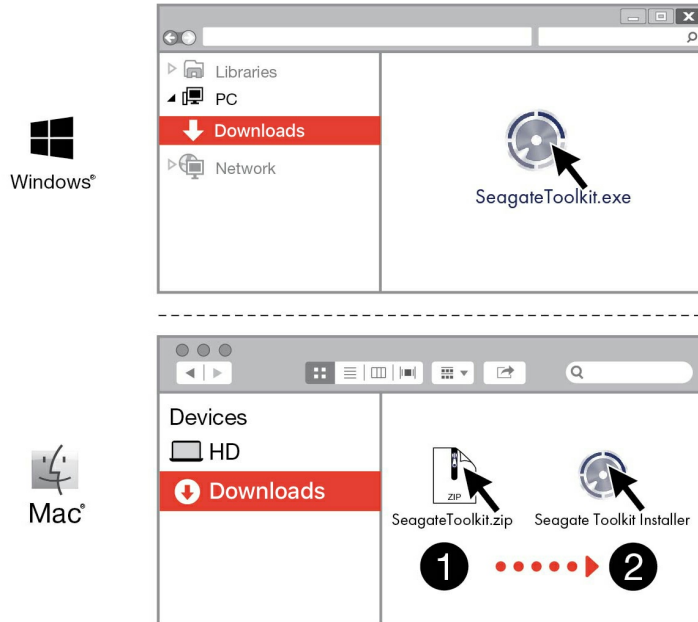 Libraries
PC
Downloads
Network
Windows®
SeagateToolkit.exe
Devices
HD
Downloads
Mac®
ZIP
SeagateToolkit.zip
Seagate Toolkit Installer
1
2